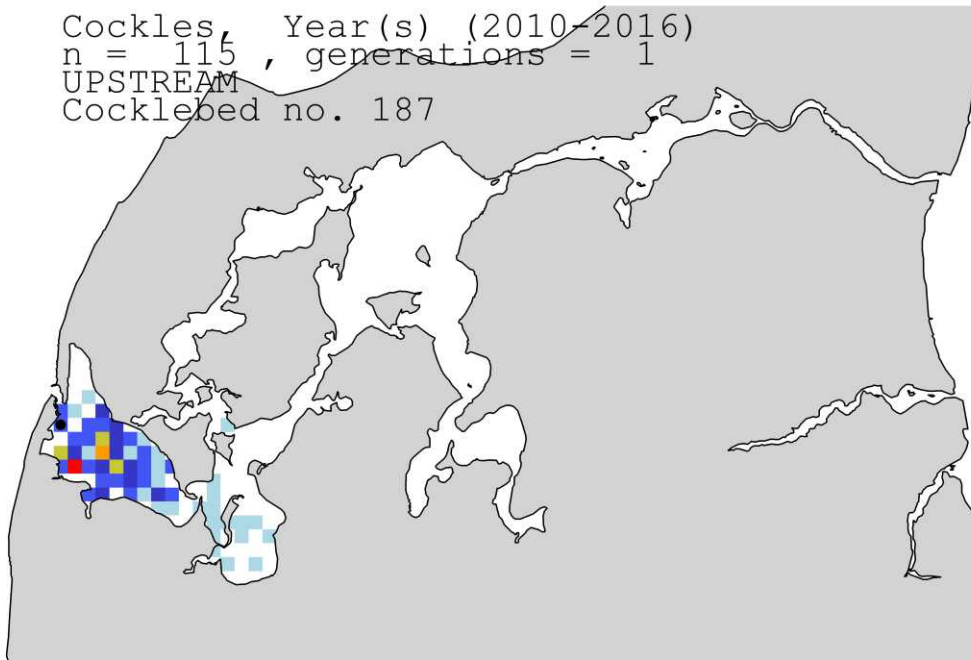 Cockles, Year(s) (2010-2016)
n = 115 , generations = 1
UPSTREAM
Cocklebed no. 187